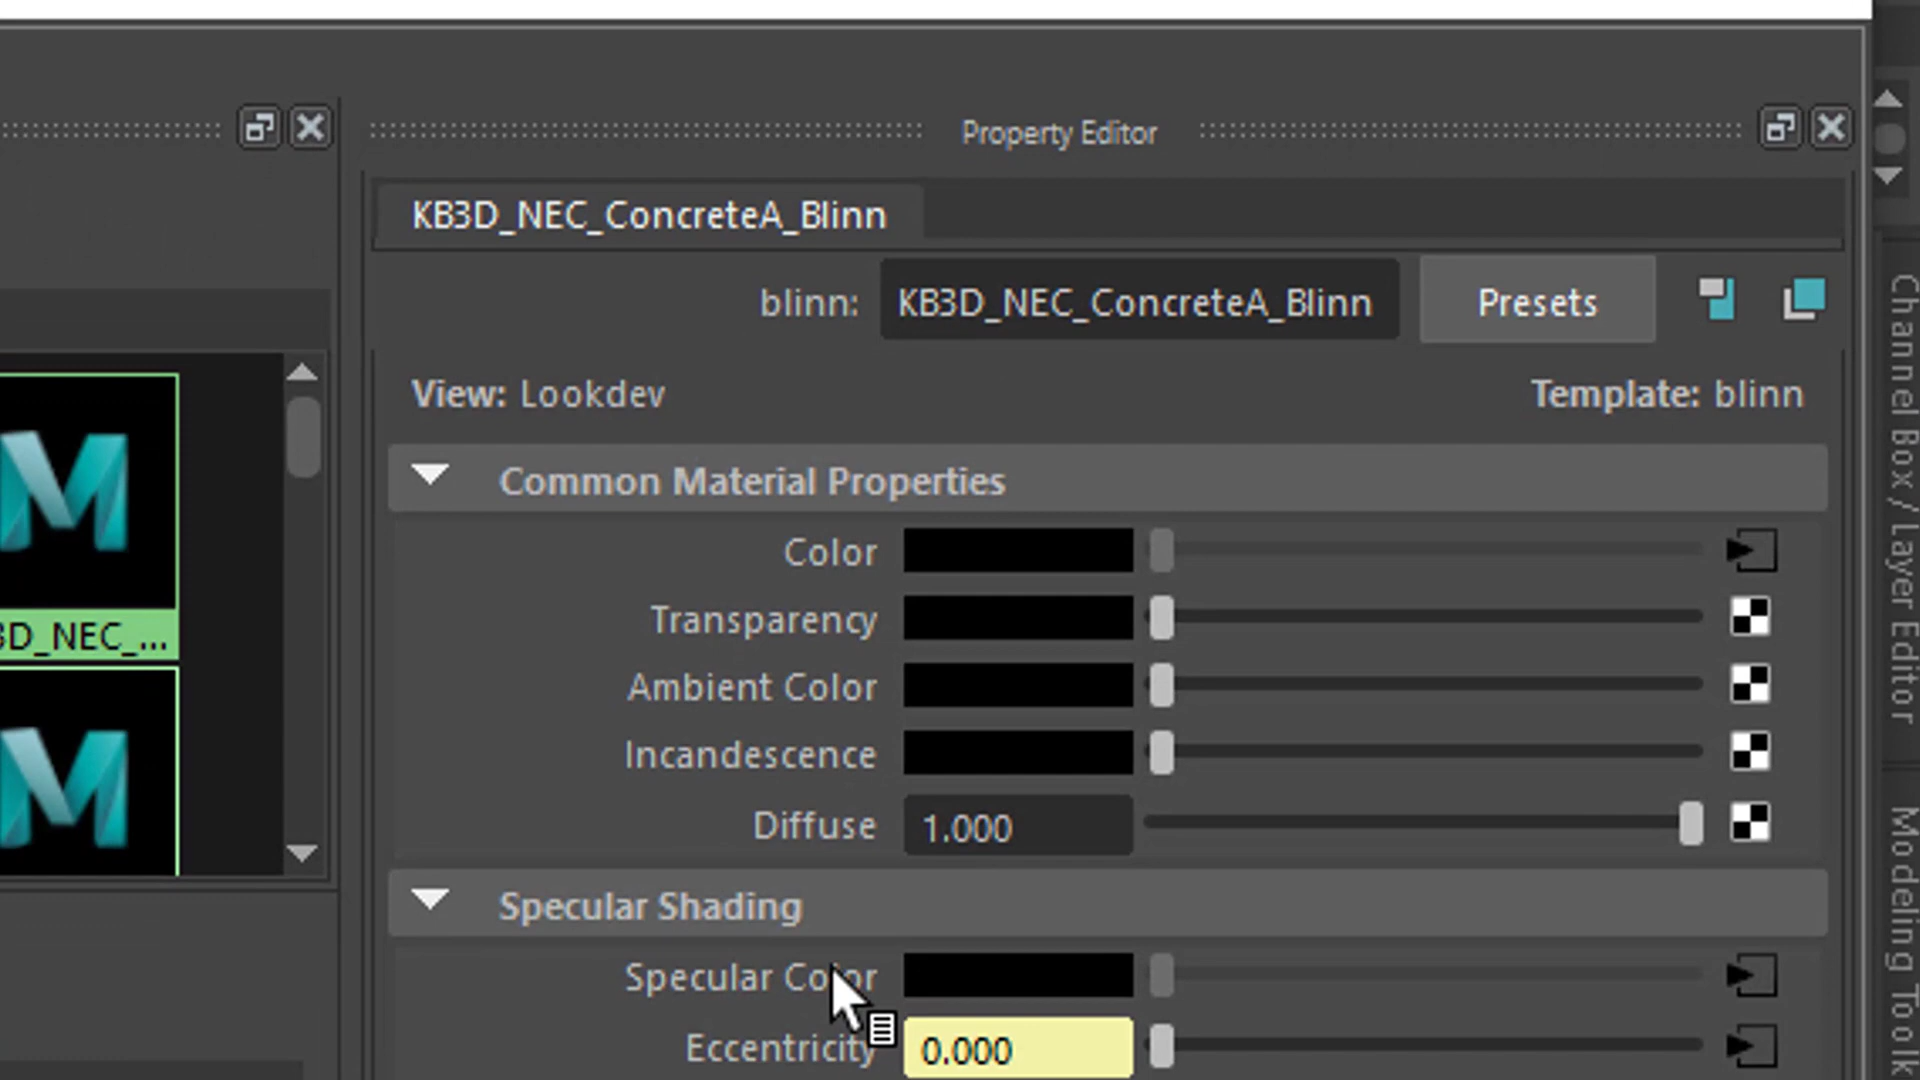 Property Editor
KB3D_NEC_ConcreteA_Blinn
blinn: KB3D_NEC_ConcreteA_Blinn Presets
View: Lookdev Template: blinn
Common Material Properties
Color
Transparency
Ambient Color
Incandescence
Diffuse 1.000
Specular Shading
Specular Color
Eccentricity 0.000
3D_NEC_...
Channel Box / Layer Editor
Modeling Toolk